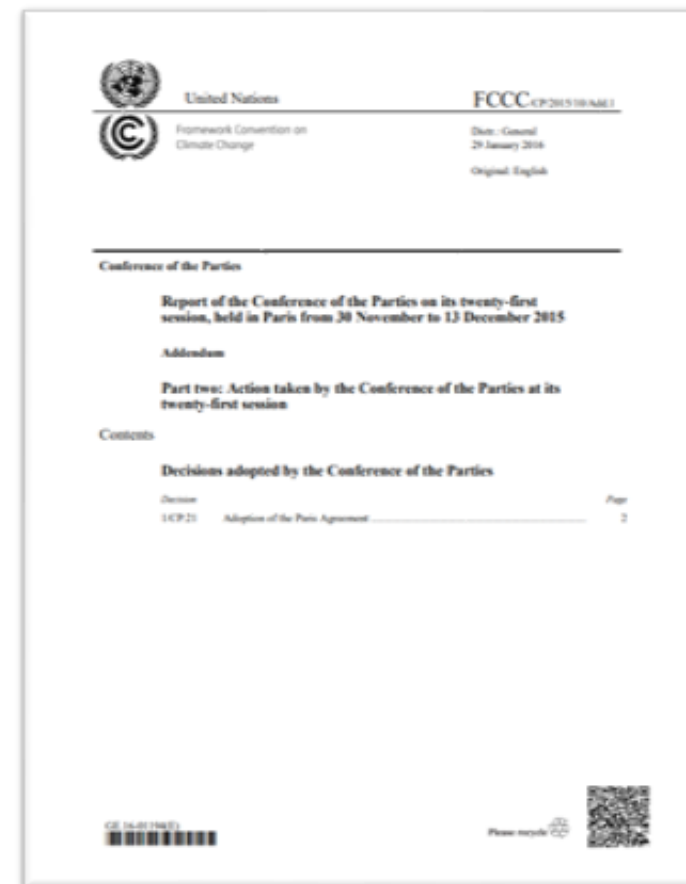 United Nations
FCCC/CP/2015/10/Add.1
Framework Convention on
Climate Change
Distr.: General
29 January 2016
Original: English
Conference of the Parties
Report of the Conference of the Parties on its twenty-first
session, held in Paris from 30 November to 13 December 2015
Addendum
Part two: Action taken by the Conference of the Parties at its
twenty-first session
Contents
Decisions adopted by the Conference of the Parties
Decision Page
1/CP.21 Adoption of the Paris Agreement 2
GE.16-01194(E)
Please recycle